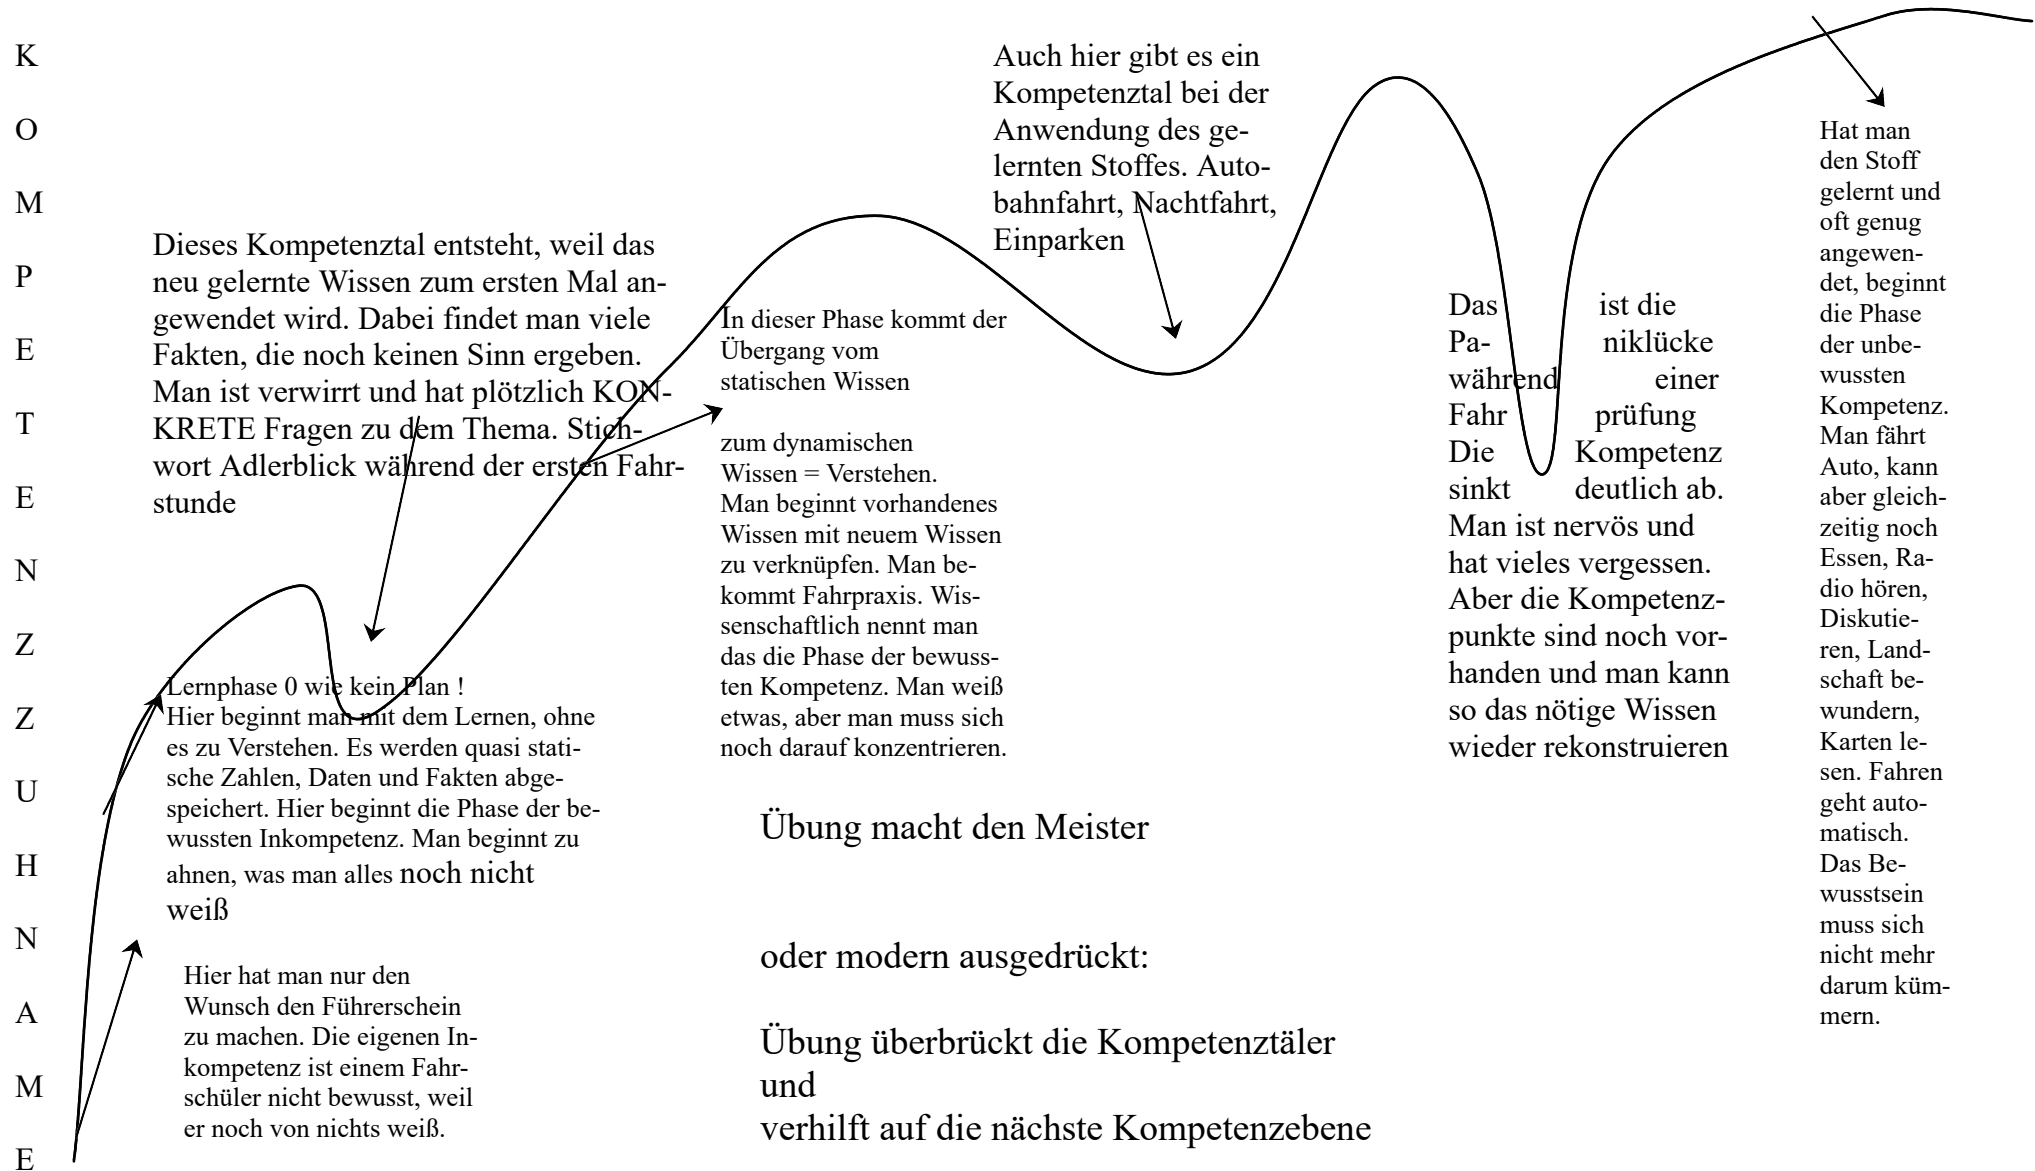 K
O
M
P
E
T
E
N
Z
Z
U
H
N
A
M
E
Dieses Kompetenztal entsteht, weil das
neu gelernte Wissen zum ersten Mal an-
gewendet wird. Dabei findet man viele
Fakten, die noch keinen Sinn ergeben.
Man ist verwirrt und hat plötzlich KON-
KRETE Fragen zu dem Thema. Stich-
wort Adlerblick während der ersten Fahr-
stunde
Lernphase 0 wie kein Plan !
Hier beginnt man mit dem Lernen, ohne
es zu Verstehen. Es werden quasi stati-
sche Zahlen, Daten und Fakten abge-
speichert. Hier beginnt die Phase der be-
wussten Inkompetenz. Man beginnt zu
ahnen, was man alles noch nicht
weiß
Hier hat man nur den
Wunsch den Führerschein
zu machen. Die eigenen In-
kompetenz ist einem Fahr-
schüler nicht bewusst, weil
er noch von nichts weiß.
In dieser Phase kommt der
Übergang vom
statischen Wissen
zum dynamischen
Wissen = Verstehen.
Man beginnt vorhandenes
Wissen mit neuem Wissen
zu verknüpfen. Man be-
kommt Fahrpraxis. Wis-
senschaftlich nennt man
das die Phase der bewuss-
ten Kompetenz. Man weiß
etwas, aber man muss sich
noch darauf konzentrieren.
Übung macht den Meister
oder modern ausgedrückt:
Übung überbrückt die Kompetenztäler
und
verhilft auf die nächste Kompetenzebene
Auch hier gibt es ein
Kompetenztal bei der
Anwendung des ge-
lernten Stoffes. Auto-
bahnfahrt, Nachtfahrt,
Einparken
Das ist die
Pa- niklücke
während einer
Fahr prüfung
Die Kompetenz
sinkt deutlich ab.
Man ist nervös und
hat vieles vergessen.
Aber die Kompetenz-
punkte sind noch vor-
handen und man kann
so das nötige Wissen
wieder rekonstruieren
Hat man
den Stoff
gelernt und
oft genug
angewen-
det, beginnt
die Phase
der unbe-
wussten
Kompetenz.
Man fährt
Auto, kann
aber gleich-
zeitig noch
Essen, Ra-
dio hören,
Diskutie-
ren, Land-
schaft be-
wundern,
Karten le-
sen. Fahren
geht auto-
matisch.
Das Be-
wusstsein
muss sich
nicht mehr
darum küm-
mern.